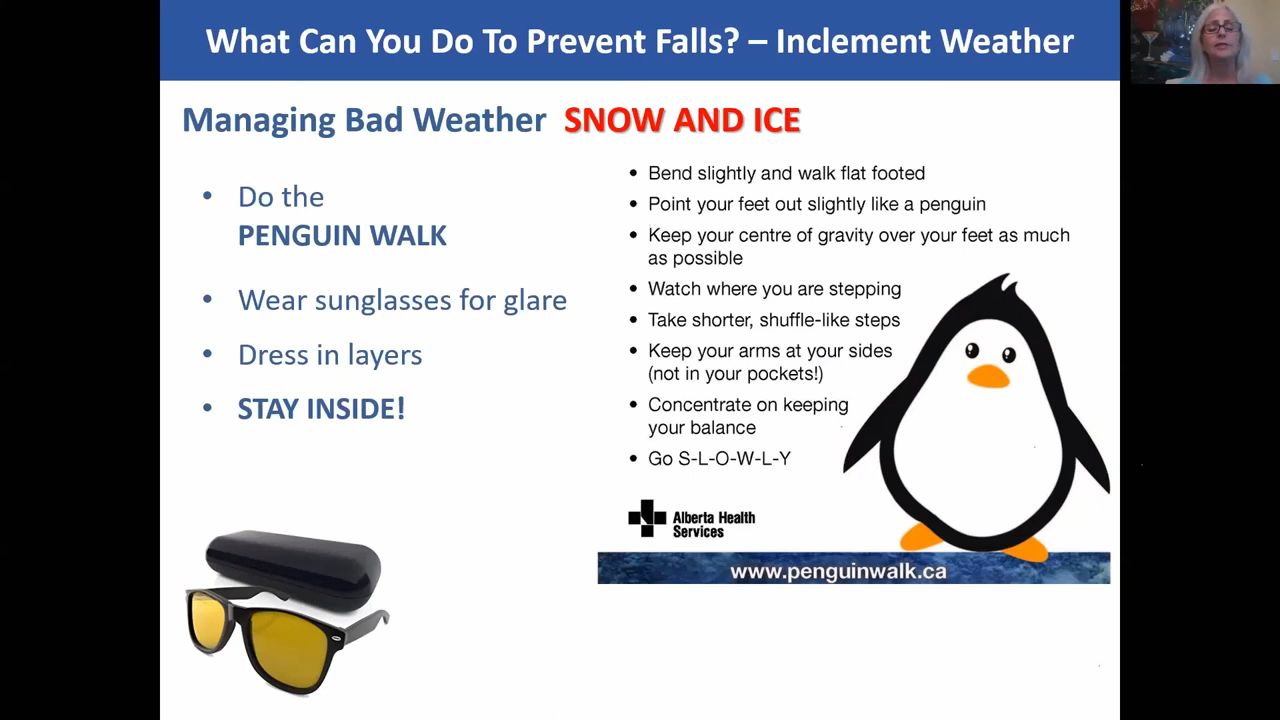 What Can You Do To Prevent Falls? – Inclement Weather
Managing Bad Weather SNOW AND ICE
• Do the
PENGUIN WALK
• Wear sunglasses for glare
• Dress in layers
• STAY INSIDE!
• Bend slightly and walk flat footed
• Point your feet out slightly like a penguin
• Keep your centre of gravity over your feet as much
as possible
• Watch where you are stepping
• Take shorter, shuffle-like steps
• Keep your arms at your sides
(not in your pockets!)
• Concentrate on keeping
your balance
• Go S-L-O-W-L-Y
Alberta Health
Services
www.penguinwalk.ca